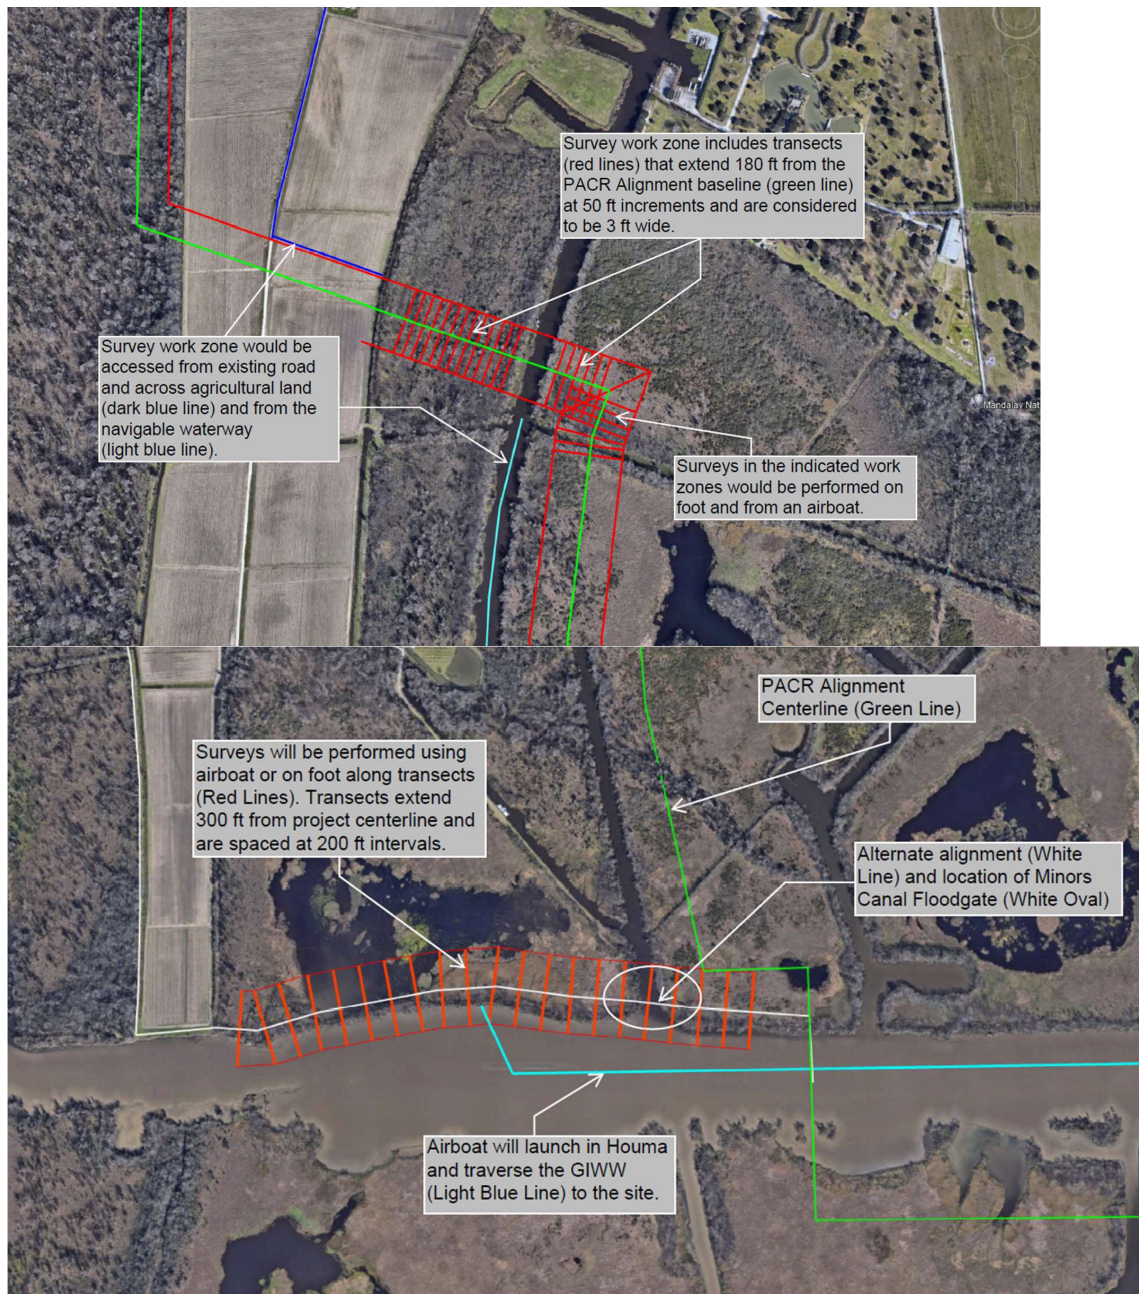 Survey work zone includes transects
(red lines) that extend 180 ft from the
PACR Alignment baseline (green line)
at 50 ft increments and are considered
to be 3 ft wide.
Survey work zone would be
accessed from existing road
and across agricultural land
(dark blue line) and from the
navigable waterway
(light blue line).
Mandalay Nat
Surveys in the indicated work
zones would be performed on
foot and from an airboat.
PACR Alignment
Centerline (Green Line)
Surveys will be performed using
airboat or on foot along transects
(Red Lines). Transects extend
300 ft from project centerline and
are spaced at 200 ft intervals.
Alternate alignment (White
Line) and location of Minors
Canal Floodgate (White Oval)
Airboat will launch in Houma
and traverse the GIWW
(Light Blue Line) to the site.